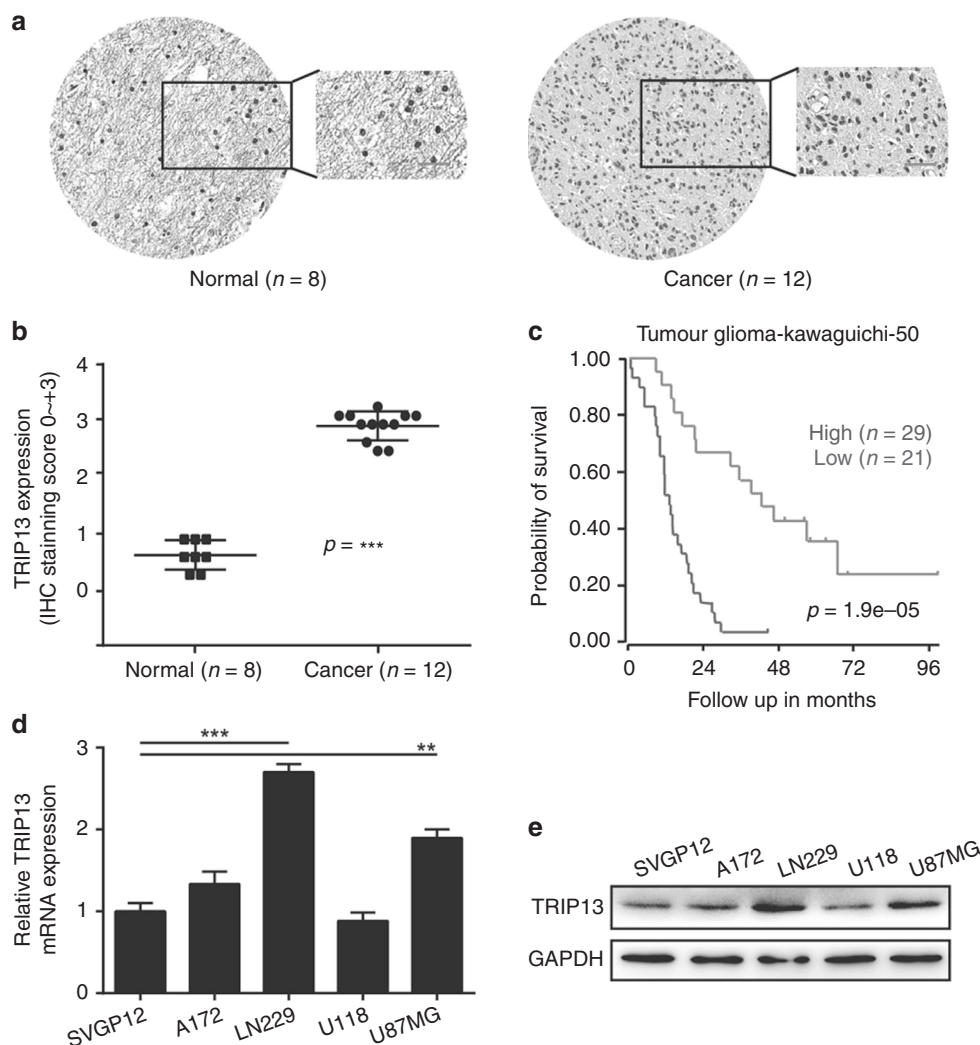 a
Normal (n = 8)
Cancer (n = 12)
b
TRIP13 expression
(IHC stainning score 0~+3)
4
3
2
1
0
p = ***
Normal (n = 8)
Cancer (n = 12)
c
Tumour glioma-kawaguichi-50
Probability of survival
1.00
0.80
0.60
0.40
0.20
0.00
High (n = 29)
Low (n = 21)
p = 1.9e–05
0 24 48 72 96
Follow up in months
d
Relative TRIP13
mRNA expression
3
2
1
0
***
**
SVGP12 A172 LN229 U118 U87MG
e
SVGP12 A172 LN229 U118 U87MG
TRIP13
GAPDH